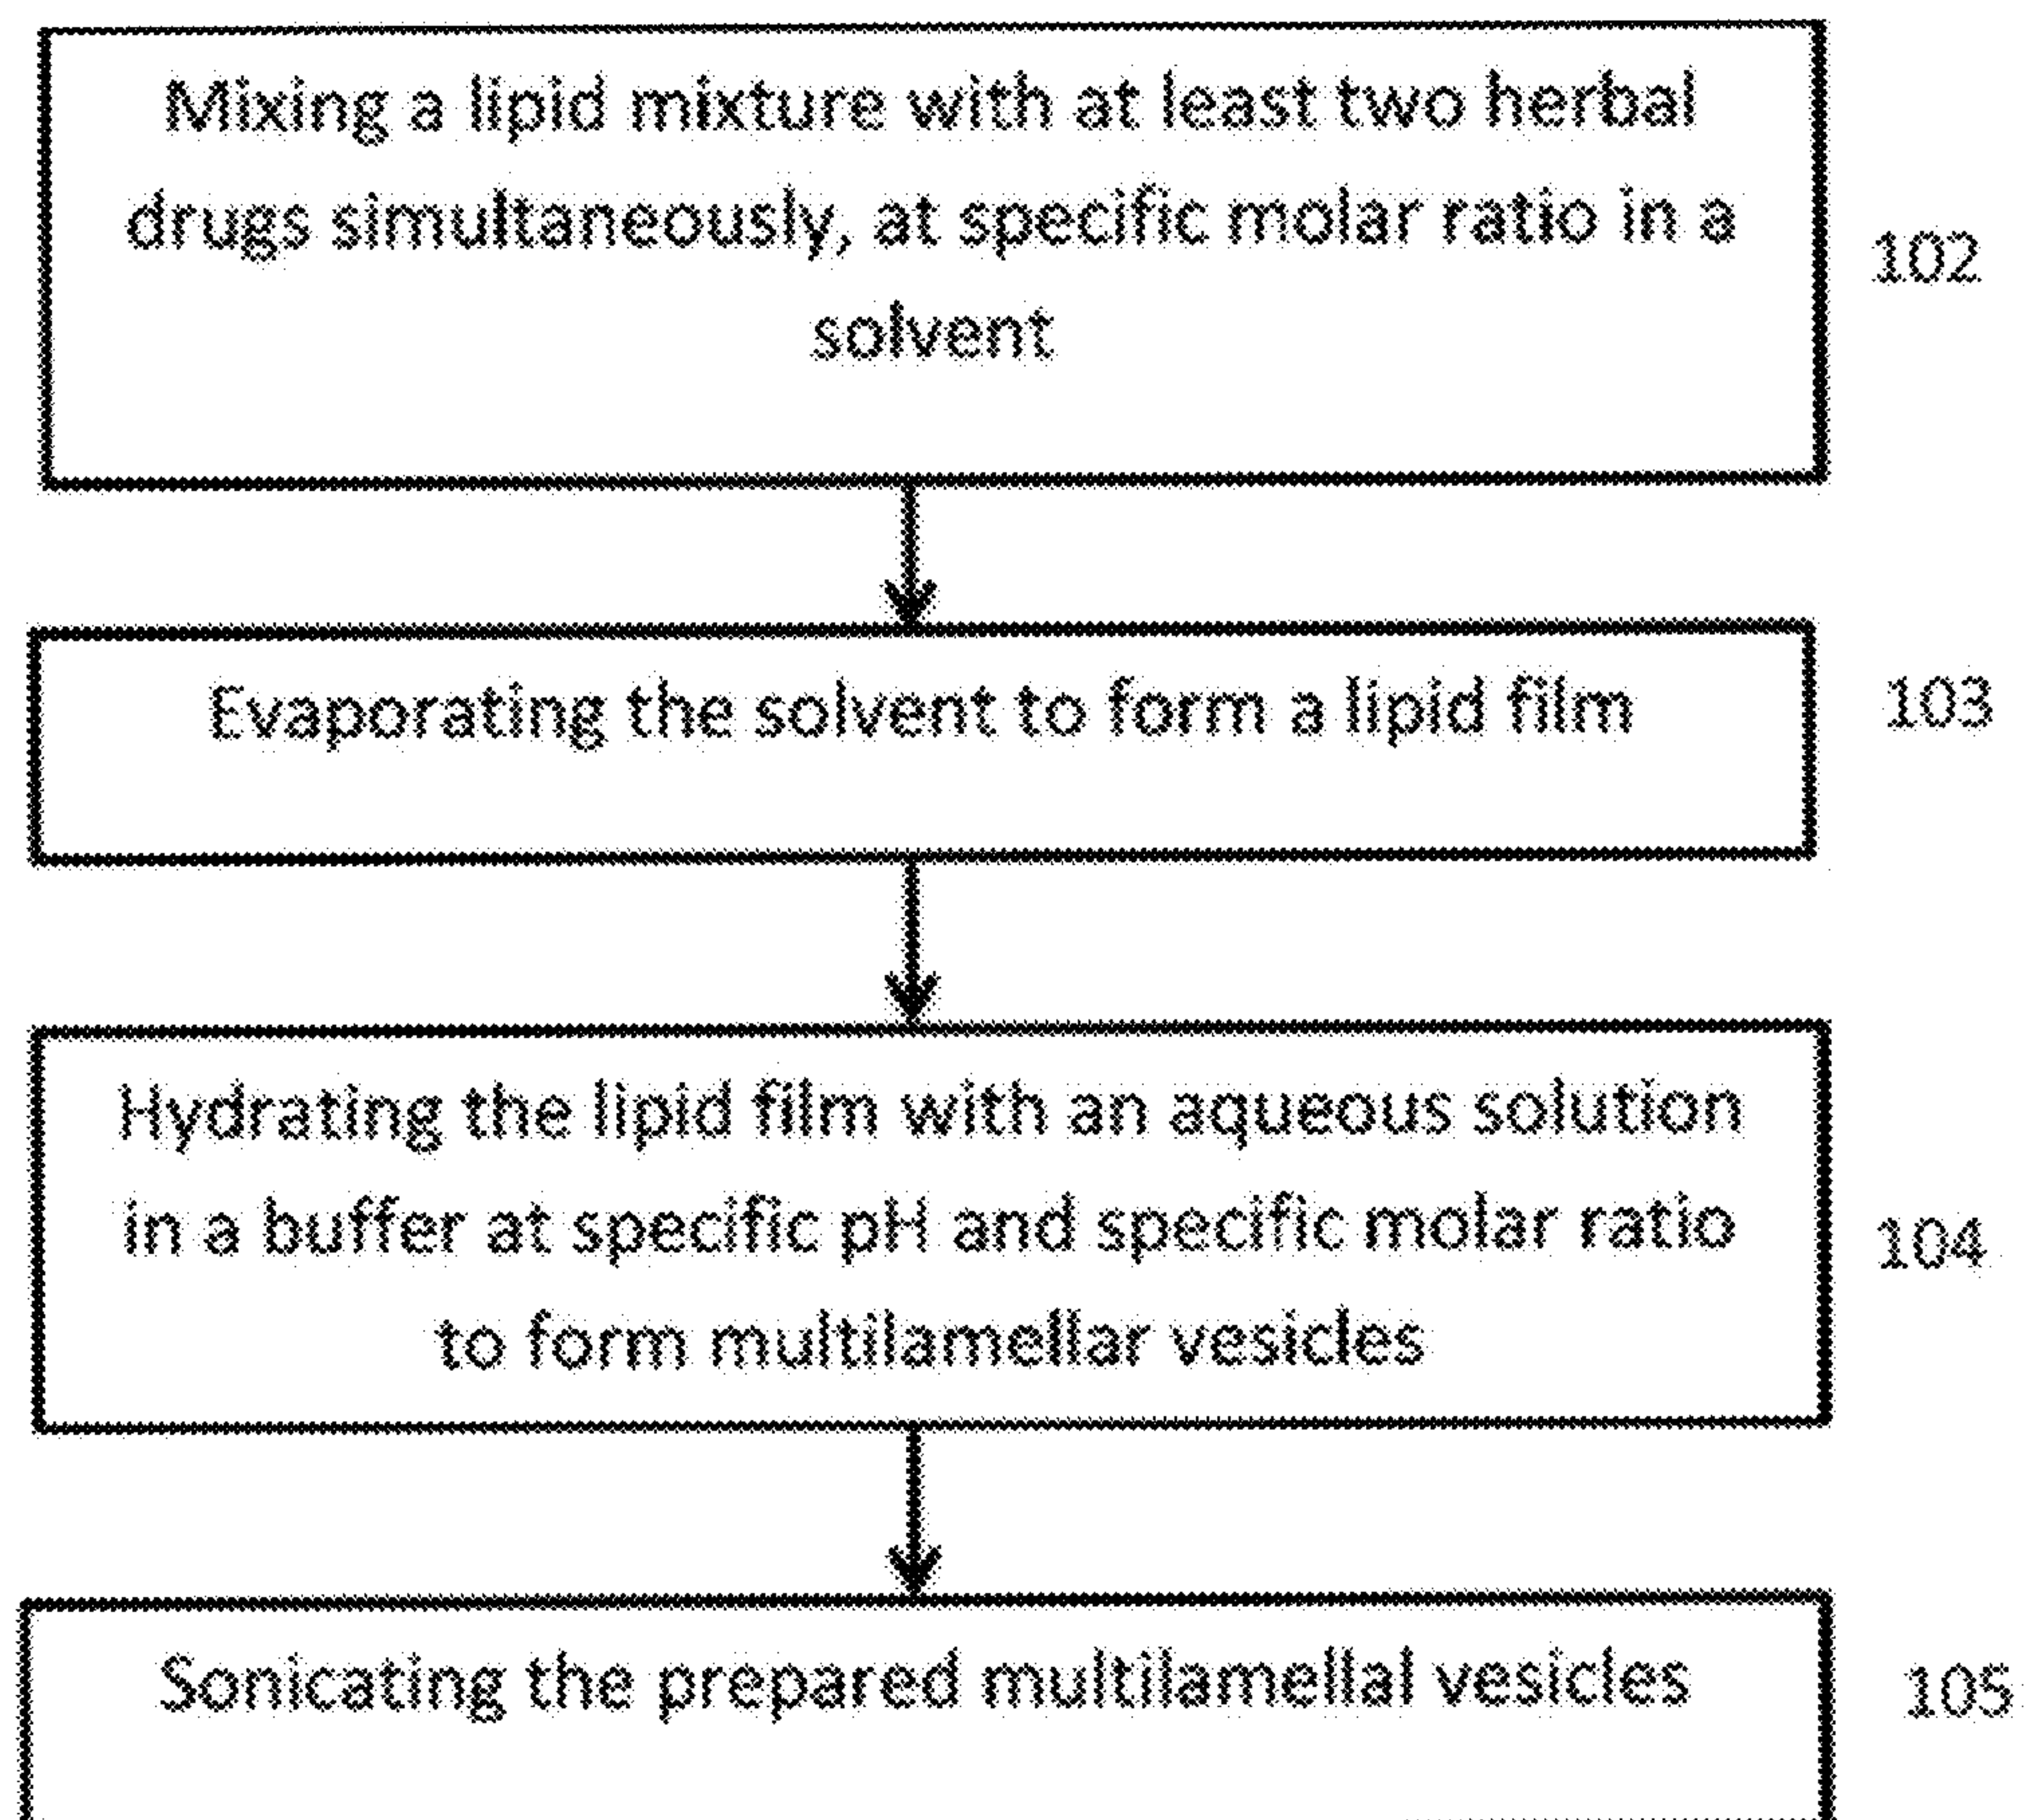 Mixing a lipid mixture with at least two herbal
drugs simultaneously, at specific molar ratio in a
solvent
102
Evaporating the solvent to form a lipid film
103
Hydrating the lipid film with an aqueous solution
in a buffer at specific pH and specific molar ratio
to form multilamellar vesicles
104
Sonicating the prepared multilamellal vesicles
105